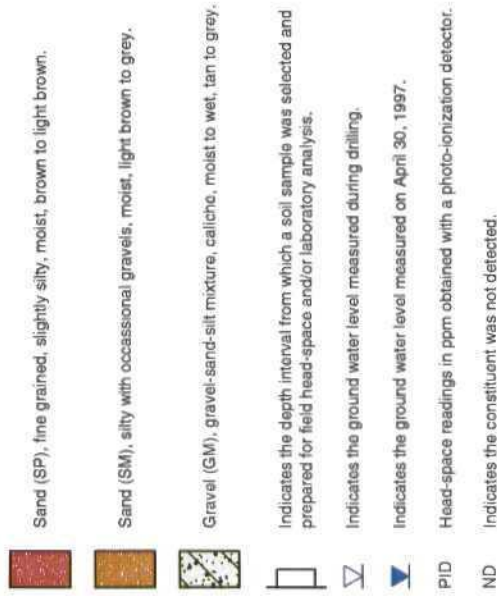 Sand (SP), fine grained, slightly silty, moist, brown to light brown.
Sand (SM), silty with occassional gravels, moist, light brown to grey.
Gravel (GM), gravel-sand-silt mixture, caliche, moist to wet, tan to grey.
Indicates the depth interval from which a soil sample was selected and
prepared for field head-space and/or laboratory analysis.
Indicates the ground water level measured during drilling.
Indicates the ground water level measured on April 30, 1997.
PID Head-space readings in ppm obtained with a photo-ionization detector.
ND Indicates the constituent was not detected.